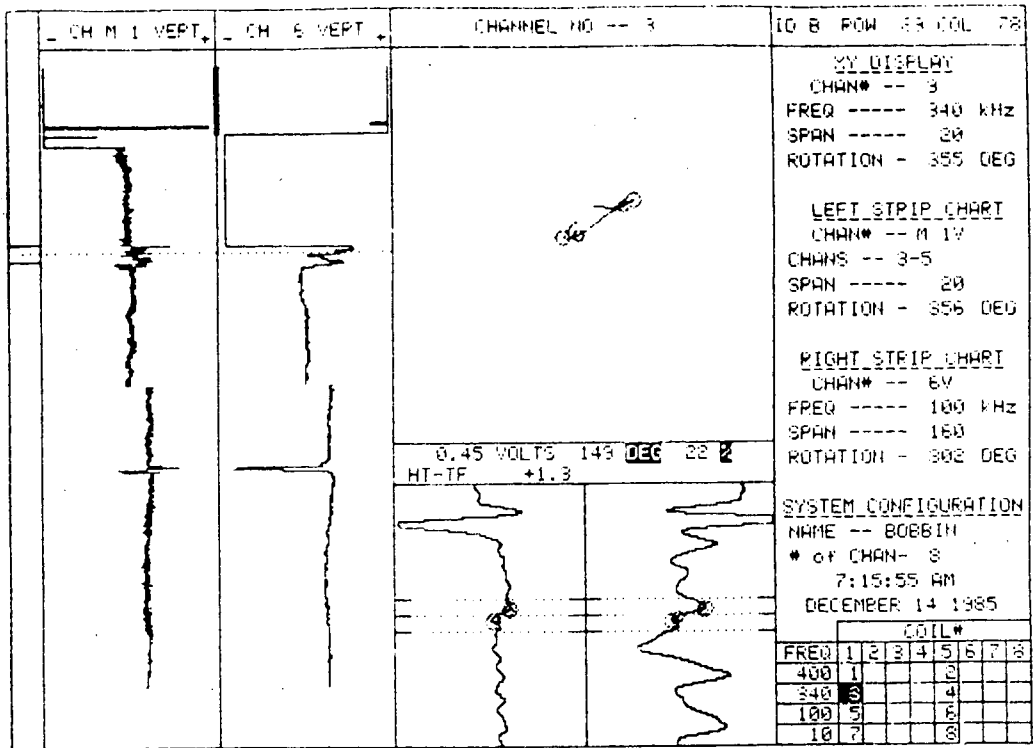 _ CH M 1 VERT +
_ CH 6 VERT +
CHANNEL NO -- 3
ID B ROW 39 COL 78
MY DISPLAY
CHAN# -- 3
FREQ ----- 340 kHz
SPAN ----- 20
ROTATION - 355 DEG
LEFT STRIP CHART
CHAN# -- M 1V
CHANS -- 3-5
SPAN ----- 20
ROTATION - 356 DEG
RIGHT STRIP CHART
CHAN# -- 6V
FREQ ----- 100 kHz
SPAN ----- 160
ROTATION - 302 DEG
0.45 VOLTS 149 DEG 22 %
HT-TF +1.3
SYSTEM CONFIGURATION
NAME -- BOBBIN
# of CHAN- 8
7:15:55 AM
DECEMBER 14 1985
COIL#
FREQ 1 2 3 4 5 6 7 8
400 1 2
340 3 4
100 5 6
10 7 8